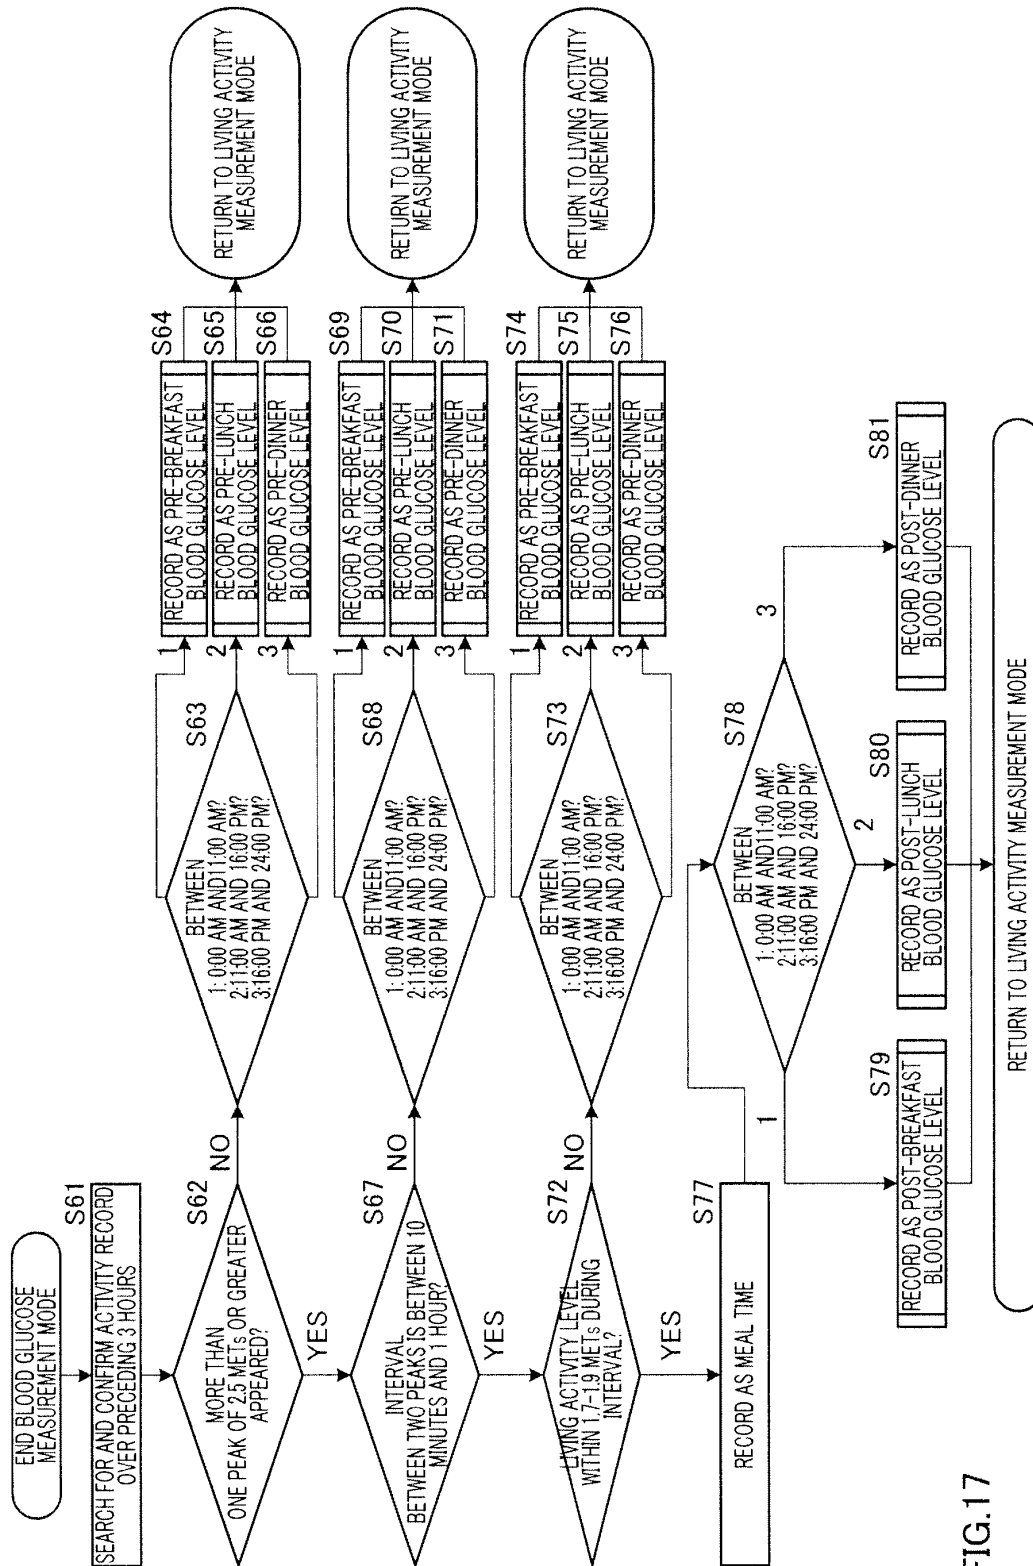 END BLOOD GLUCOSE
MEASUREMENT MODE
S61
SEARCH FOR AND CONFIRM ACTIVITY RECORD
OVER PRECEDING 3 HOURS
S62
MORE THAN
ONE PEAK OF 2.5 METs OR GREATER
APPEARED?
NO
YES
S63
BETWEEN
1: 0:00 AM AND11:00 AM?
2:11:00 AM AND 16:00 PM?
3:16:00 PM AND 24:00 PM?
1
2
3
S64
RECORD AS PRE-BREAKFAST
BLOOD GLUCOSE LEVEL
S65
RECORD AS PRE-LUNCH
BLOOD GLUCOSE LEVEL
S66
RECORD AS PRE-DINNER
BLOOD GLUCOSE LEVEL
RETURN TO LIVING ACTIVITY
MEASUREMENT MODE
S67
INTERVAL
BETWEEN TWO PEAKS IS BETWEEN 10
MINUTES AND 1 HOUR?
NO
YES
S68
BETWEEN
1: 0:00 AM AND11:00 AM?
2:11:00 AM AND 16:00 PM?
3:16:00 PM AND 24:00 PM?
1
2
3
S69
RECORD AS PRE-BREAKFAST
BLOOD GLUCOSE LEVEL
S70
RECORD AS PRE-LUNCH
BLOOD GLUCOSE LEVEL
S71
RECORD AS PRE-DINNER
BLOOD GLUCOSE LEVEL
RETURN TO LIVING ACTIVITY
MEASUREMENT MODE
S72
LIVING ACTIVITY LEVEL
WITHIN 1.7-1.9 METs DURING
INTERVAL?
NO
YES
S73
BETWEEN
1: 0:00 AM AND11:00 AM?
2:11:00 AM AND 16:00 PM?
3:16:00 PM AND 24:00 PM?
1
2
3
S74
RECORD AS PRE-BREAKFAST
BLOOD GLUCOSE LEVEL
S75
RECORD AS PRE-LUNCH
BLOOD GLUCOSE LEVEL
S76
RECORD AS PRE-DINNER
BLOOD GLUCOSE LEVEL
RETURN TO LIVING ACTIVITY
MEASUREMENT MODE
S77
RECORD AS MEAL TIME
S78
BETWEEN
1: 0:00 AM AND11:00 AM?
2:11:00 AM AND 16:00 PM?
3:16:00 PM AND 24:00 PM?
1
2
3
S79
RECORD AS POST-BREAKFAST
BLOOD GLUCOSE LEVEL
S80
RECORD AS POST-LUNCH
BLOOD GLUCOSE LEVEL
S81
RECORD AS POST-DINNER
BLOOD GLUCOSE LEVEL
RETURN TO LIVING ACTIVITY MEASUREMENT MODE
FIG.17